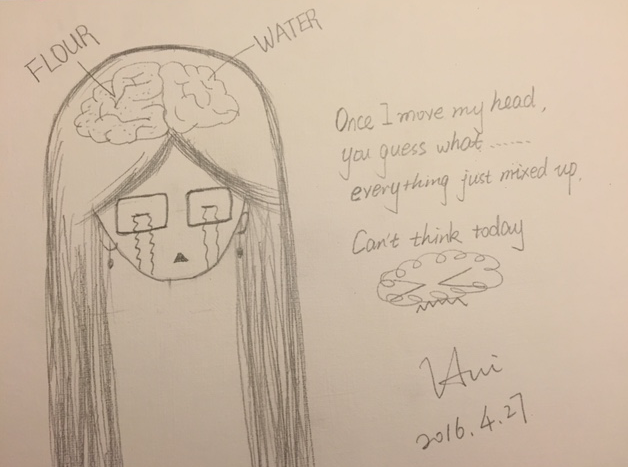 FLOUR
WATER
Once I move my head,
you guess what......
everything just mixed up.
Can't think today
2016.4.27